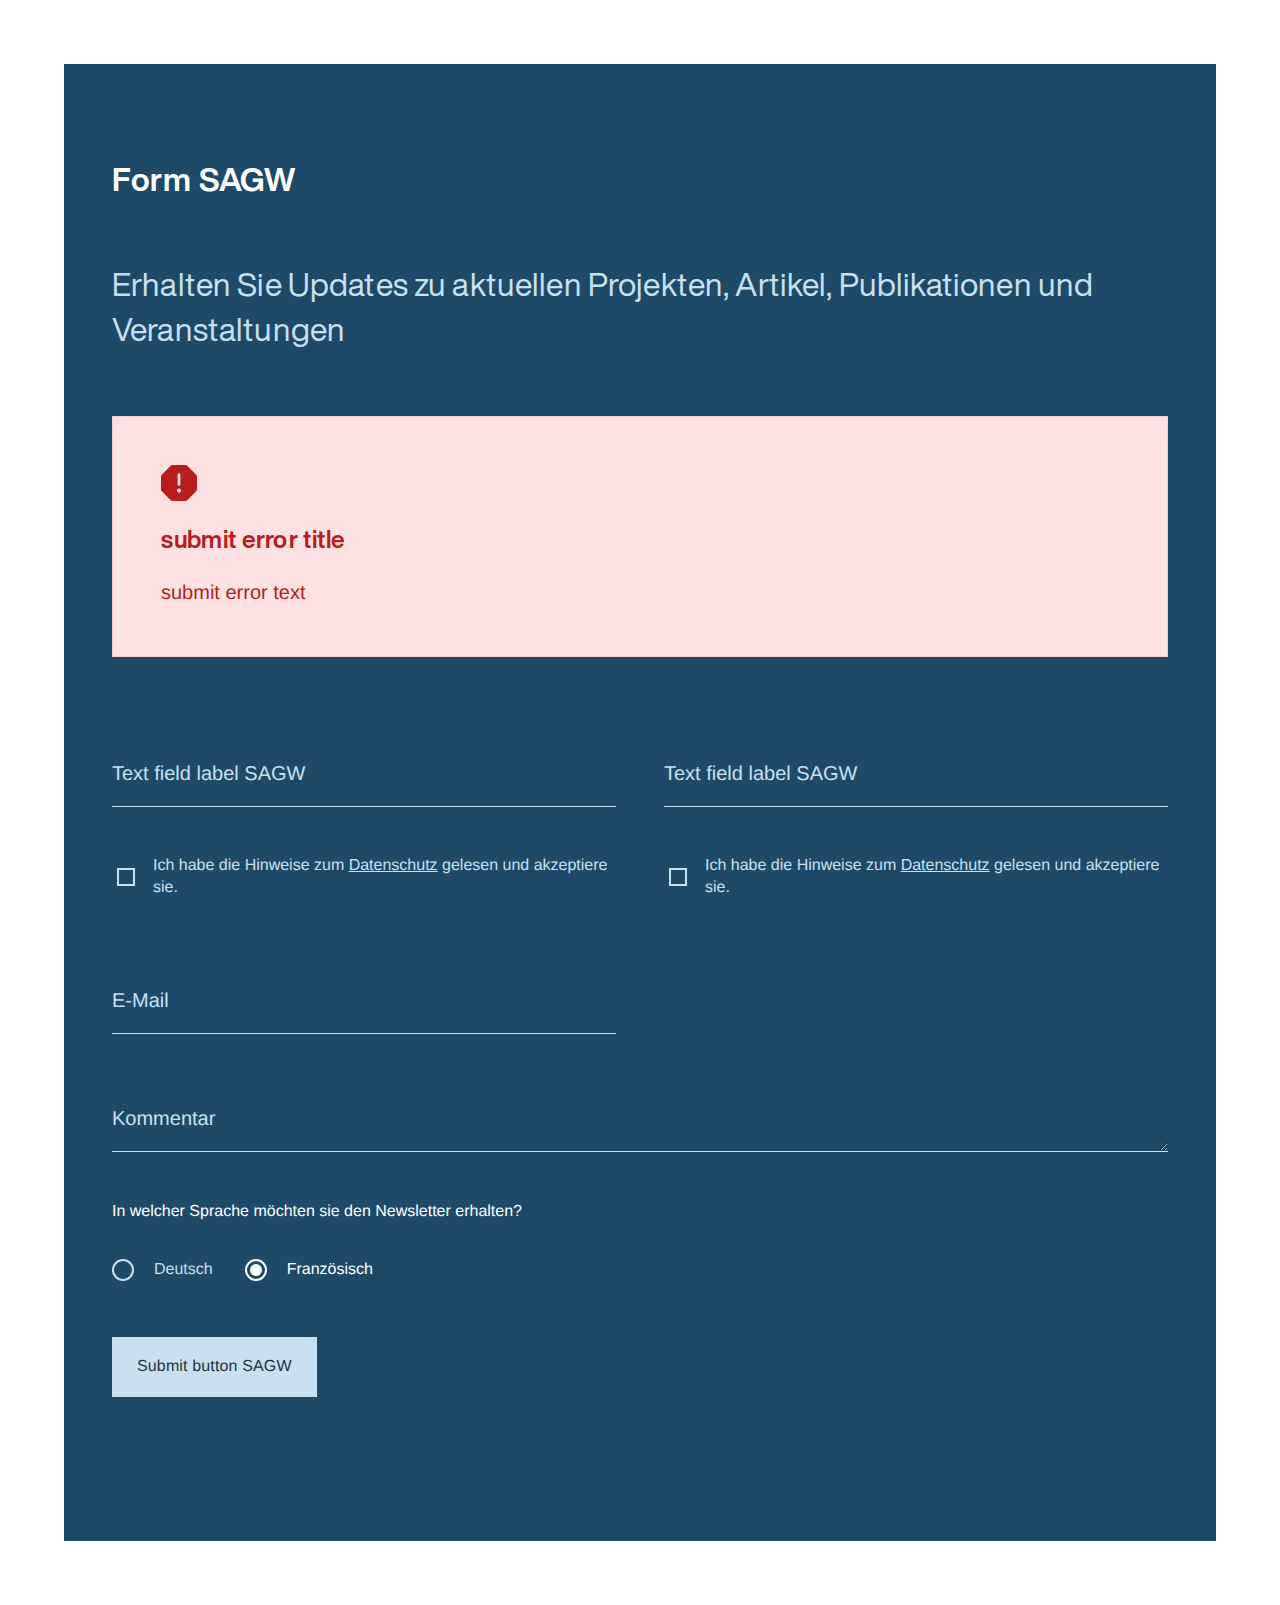 Form SAGW
Erhalten Sie Updates zu aktuellen Projekten, Artikel, Publikationen und
Veranstaltungen
submit error title
submit error text
Text field label SAGW
Text field label SAGW
Ich habe die Hinweise zum Datenschutz gelesen und akzeptiere
sie.
Ich habe die Hinweise zum Datenschutz gelesen und akzeptiere
sie.
E-Mail
Kommentar
In welcher Sprache möchten sie den Newsletter erhalten?
Deutsch
Französisch
Submit button SAGW